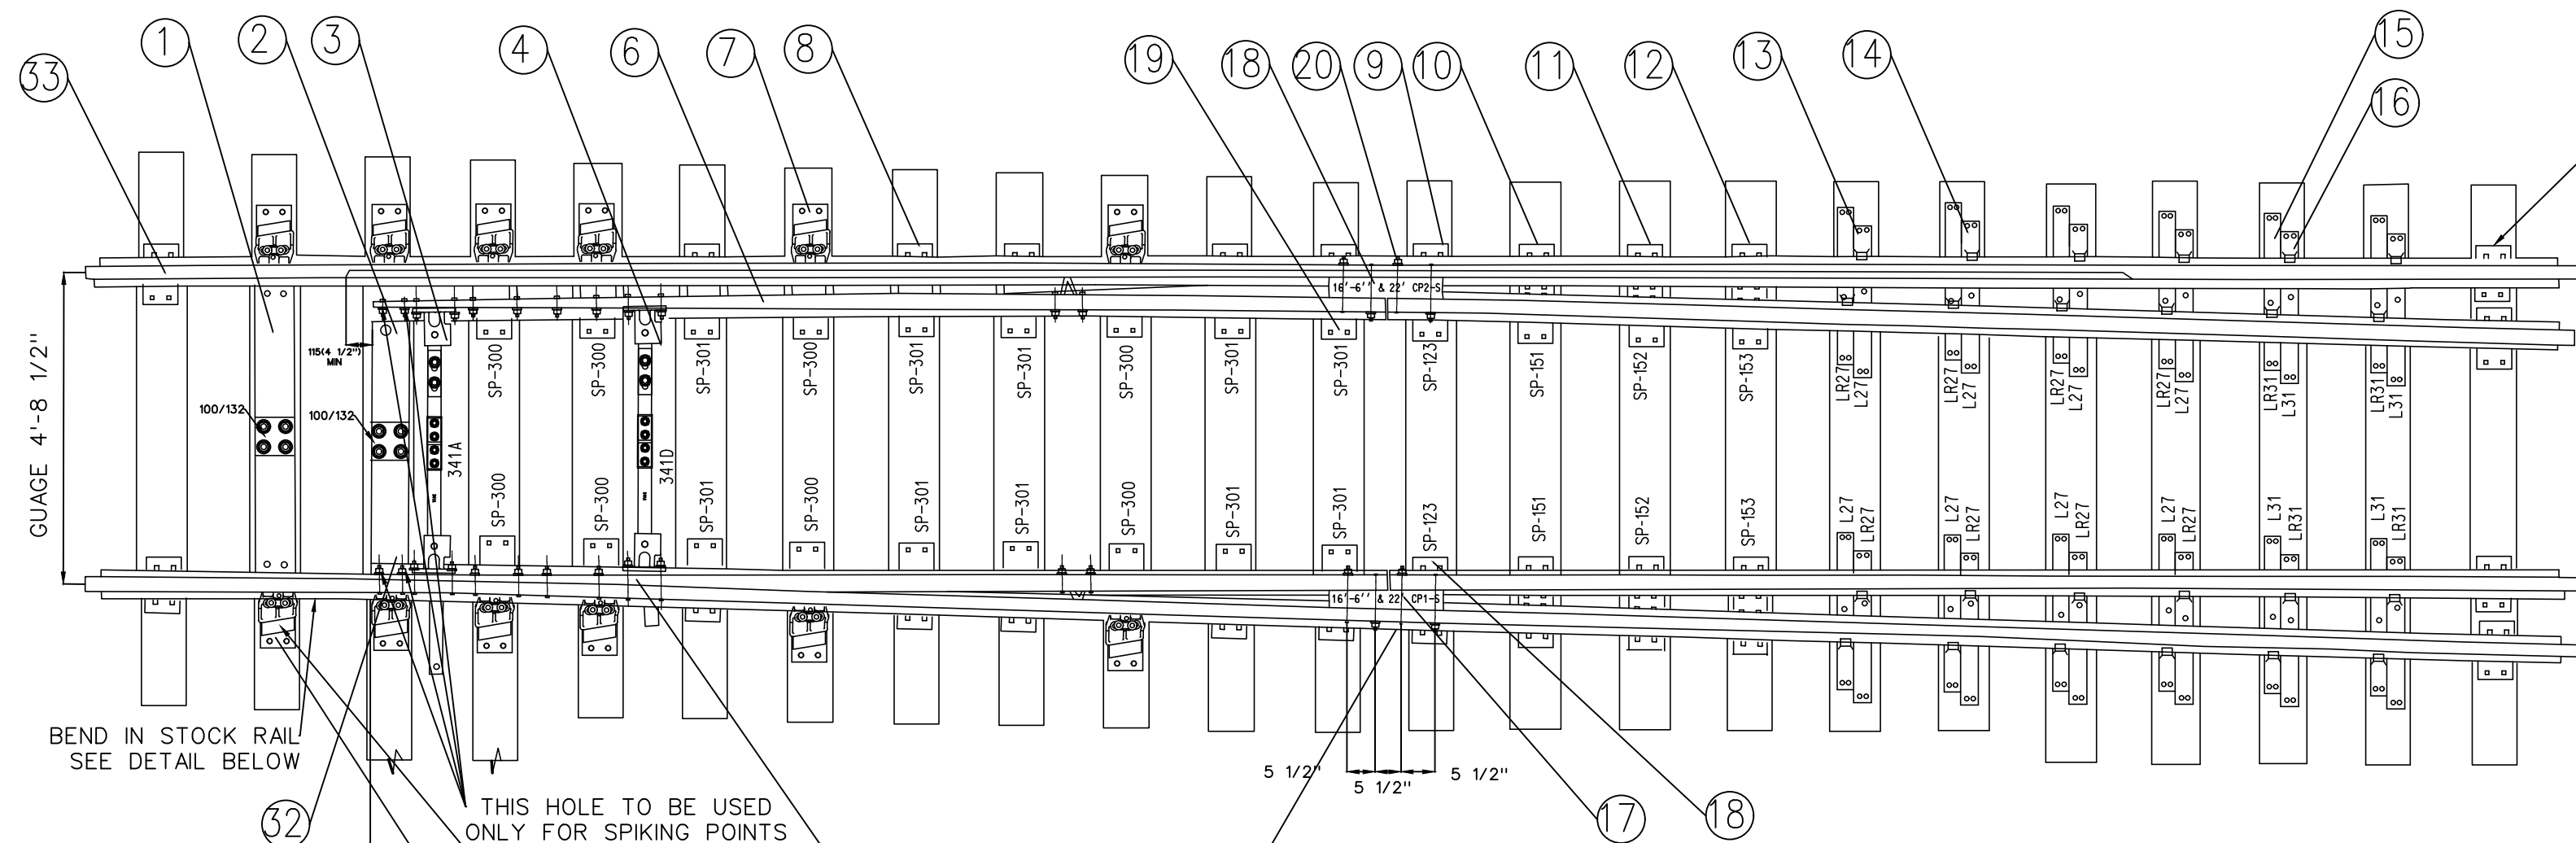 33
1
2
3
4
6
7
8
19
18
20
9
10
11
12
13
14
15
16
16'-6'' & 22' CP2-S
GUAGE 4'-8 1/2"
115(4 1/2")
MIN
100/132
100/132
341A
341D
SP-300
SP-300
SP-301
SP-300
SP-301
SP-301
SP-300
SP-301
SP-301
SP-123
SP-151
SP-152
SP-153
LR27
L27
LR27
L27
LR27
L27
LR27
L27
LR31
L31
LR31
L31
SP-300
SP-300
SP-301
SP-300
SP-301
SP-301
SP-300
SP-301
SP-301
SP-123
SP-151
SP-152
SP-153
L27
LR27
L27
LR27
L27
LR27
L27
LR27
L31
LR31
L31
LR31
16'-6'' & 22' CP1-S
BEND IN STOCK RAIL
SEE DETAIL BELOW
5 1/2"
5 1/2"
5 1/2"
32
THIS HOLE TO BE USED
ONLY FOR SPIKING POINTS
17
18